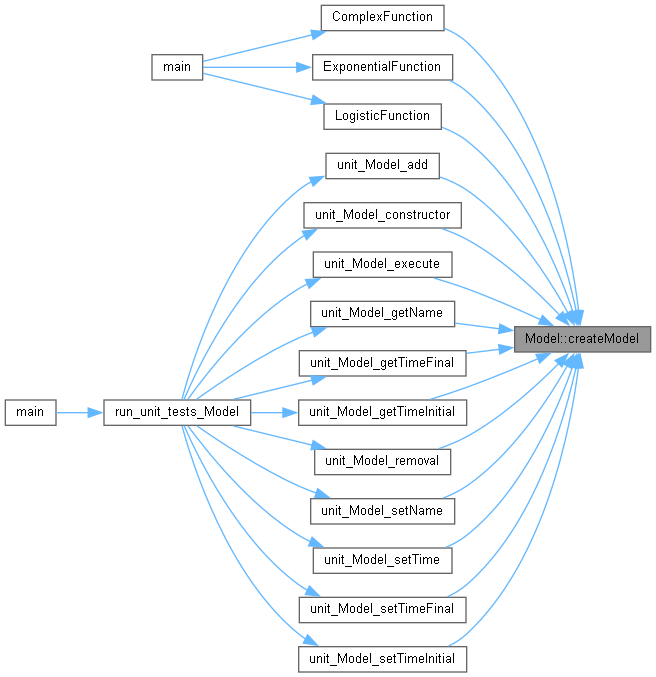 ComplexFunction
main
ExponentialFunction
LogisticFunction
unit_Model_add
unit_Model_constructor
unit_Model_execute
unit_Model_getName
Model::createModel
unit_Model_getTimeFinal
main
run_unit_tests_Model
unit_Model_getTimeInitial
unit_Model_removal
unit_Model_setName
unit_Model_setTime
unit_Model_setTimeFinal
unit_Model_setTimeInitial